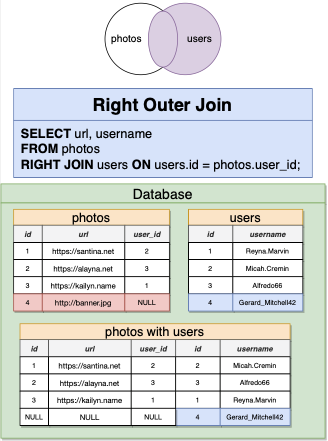 photos users
Right Outer Join
SELECT url, username
FROM photos
RIGHT JOIN users ON users.id = photos.user_id;
Database
photos
id url user_id
1 https://santina.net 2
2 https://alayna.net 3
3 https://kailyn.name 1
4 http://banner.jpg NULL
users
id username
1 Reyna.Marvin
2 Micah.Cremin
3 Alfredo66
4 Gerard_Mitchell42
photos with users
id url user_id id username
1 https://santina.net 2 2 Micah.Cremin
2 https://alayna.net 3 3 Alfredo66
3 https://kailyn.name 1 1 Reyna.Marvin
NULL NULL NULL 4 Gerard_Mitchell42